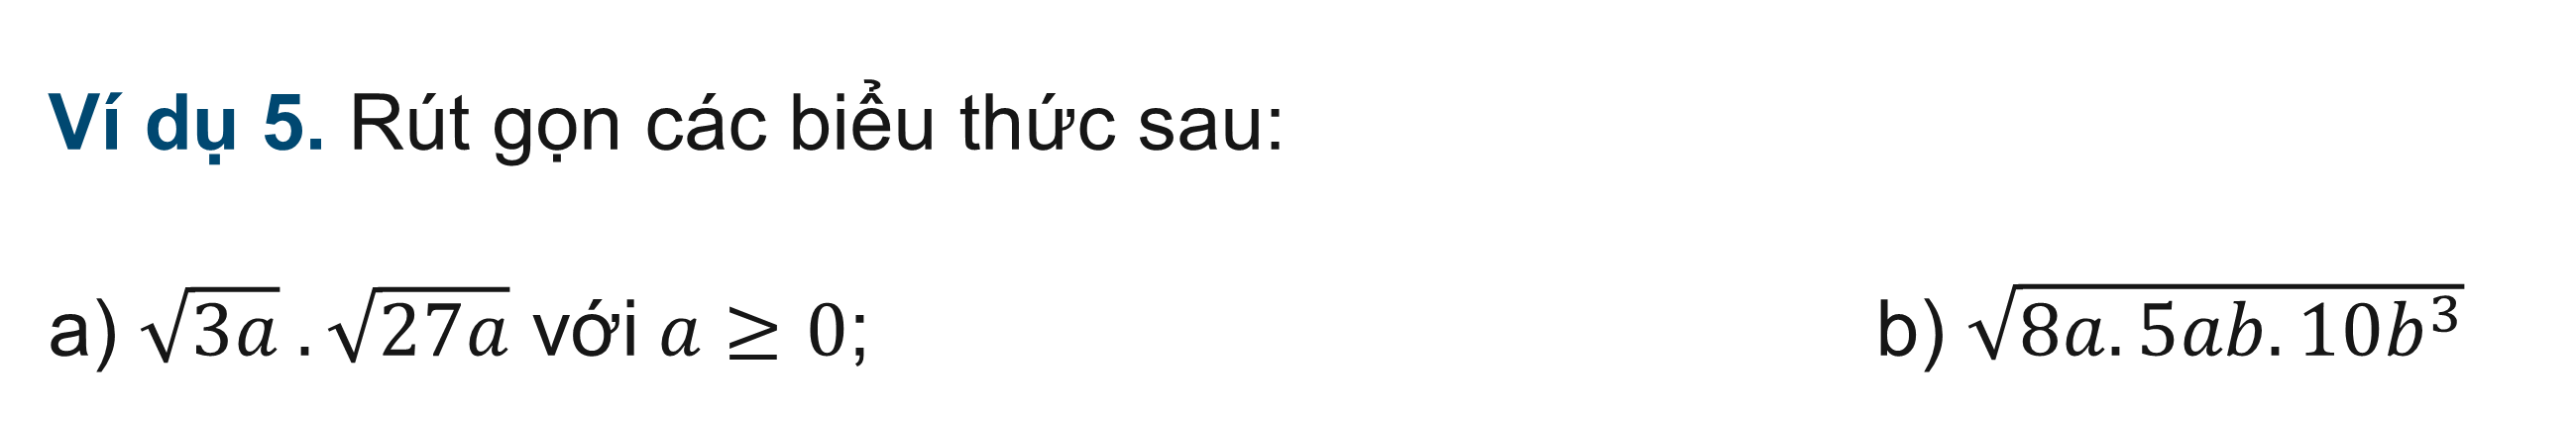 Ví dụ 5. Rút gọn các biểu thức sau:
a) √3a . √27a với a ≥ 0; b) √8a. 5ab. 10b³